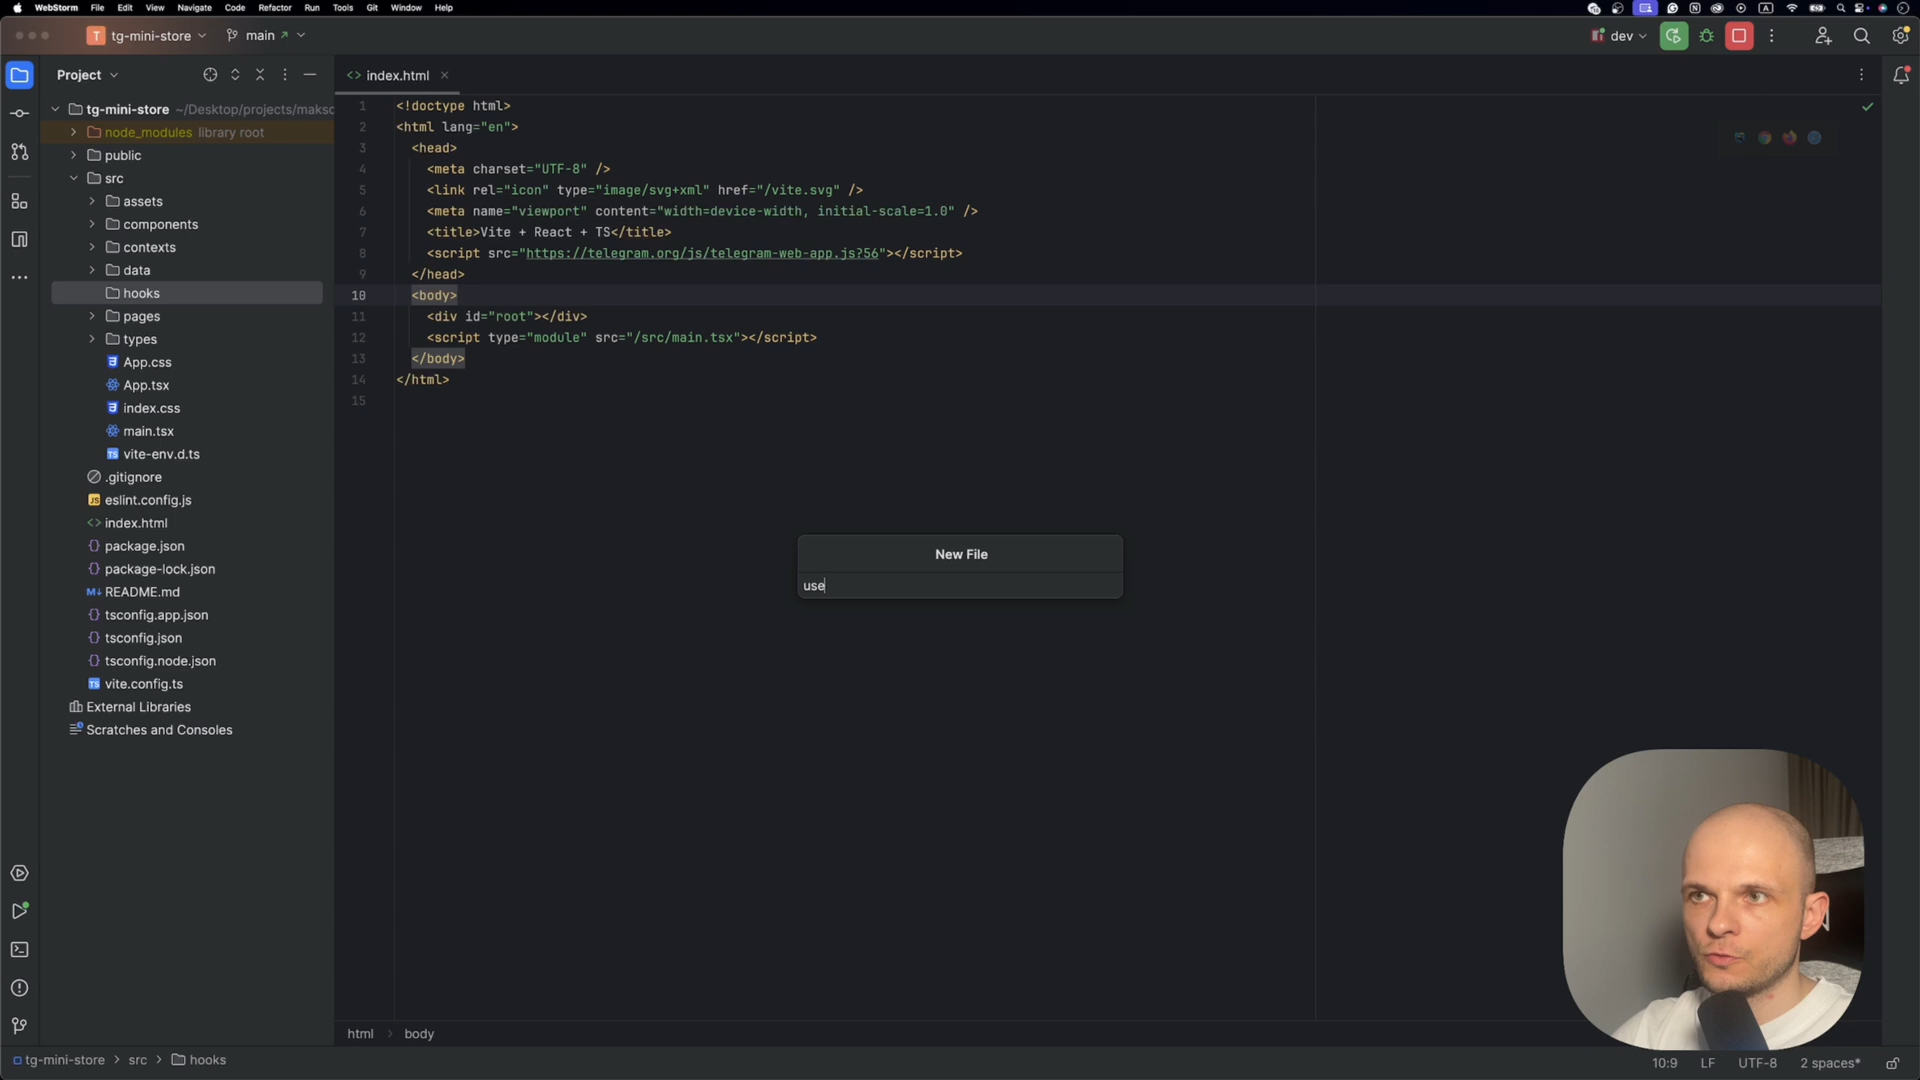 WebStorm File Edit View Navigate Code Refactor Run Tools Git Window Help
T tg-mini-store main dev
Project
index.html
tg-mini-store ~/Desktop/projects/maksc
node_modules library root
public
src
assets
components
contexts
data
hooks
pages
types
App.css
App.tsx
index.css
main.tsx
vite-env.d.ts
.gitignore
eslint.config.js
index.html
package.json
package-lock.json
README.md
tsconfig.app.json
tsconfig.json
tsconfig.node.json
vite.config.ts
External Libraries
Scratches and Consoles
1 <!doctype html>
2 <html lang="en">
3 <head>
4 <meta charset="UTF-8" />
5 <link rel="icon" type="image/svg+xml" href="/vite.svg" />
6 <meta name="viewport" content="width=device-width, initial-scale=1.0" />
7 <title>Vite + React + TS</title>
8 <script src="https://telegram.org/js/telegram-web-app.js?56"></script>
9 </head>
10 <body>
11 <div id="root"></div>
12 <script type="module" src="/src/main.tsx"></script>
13 </body>
14 </html>
15
New File
use
html > body
tg-mini-store > src > hooks
10:9 LF UTF-8 2 spaces*